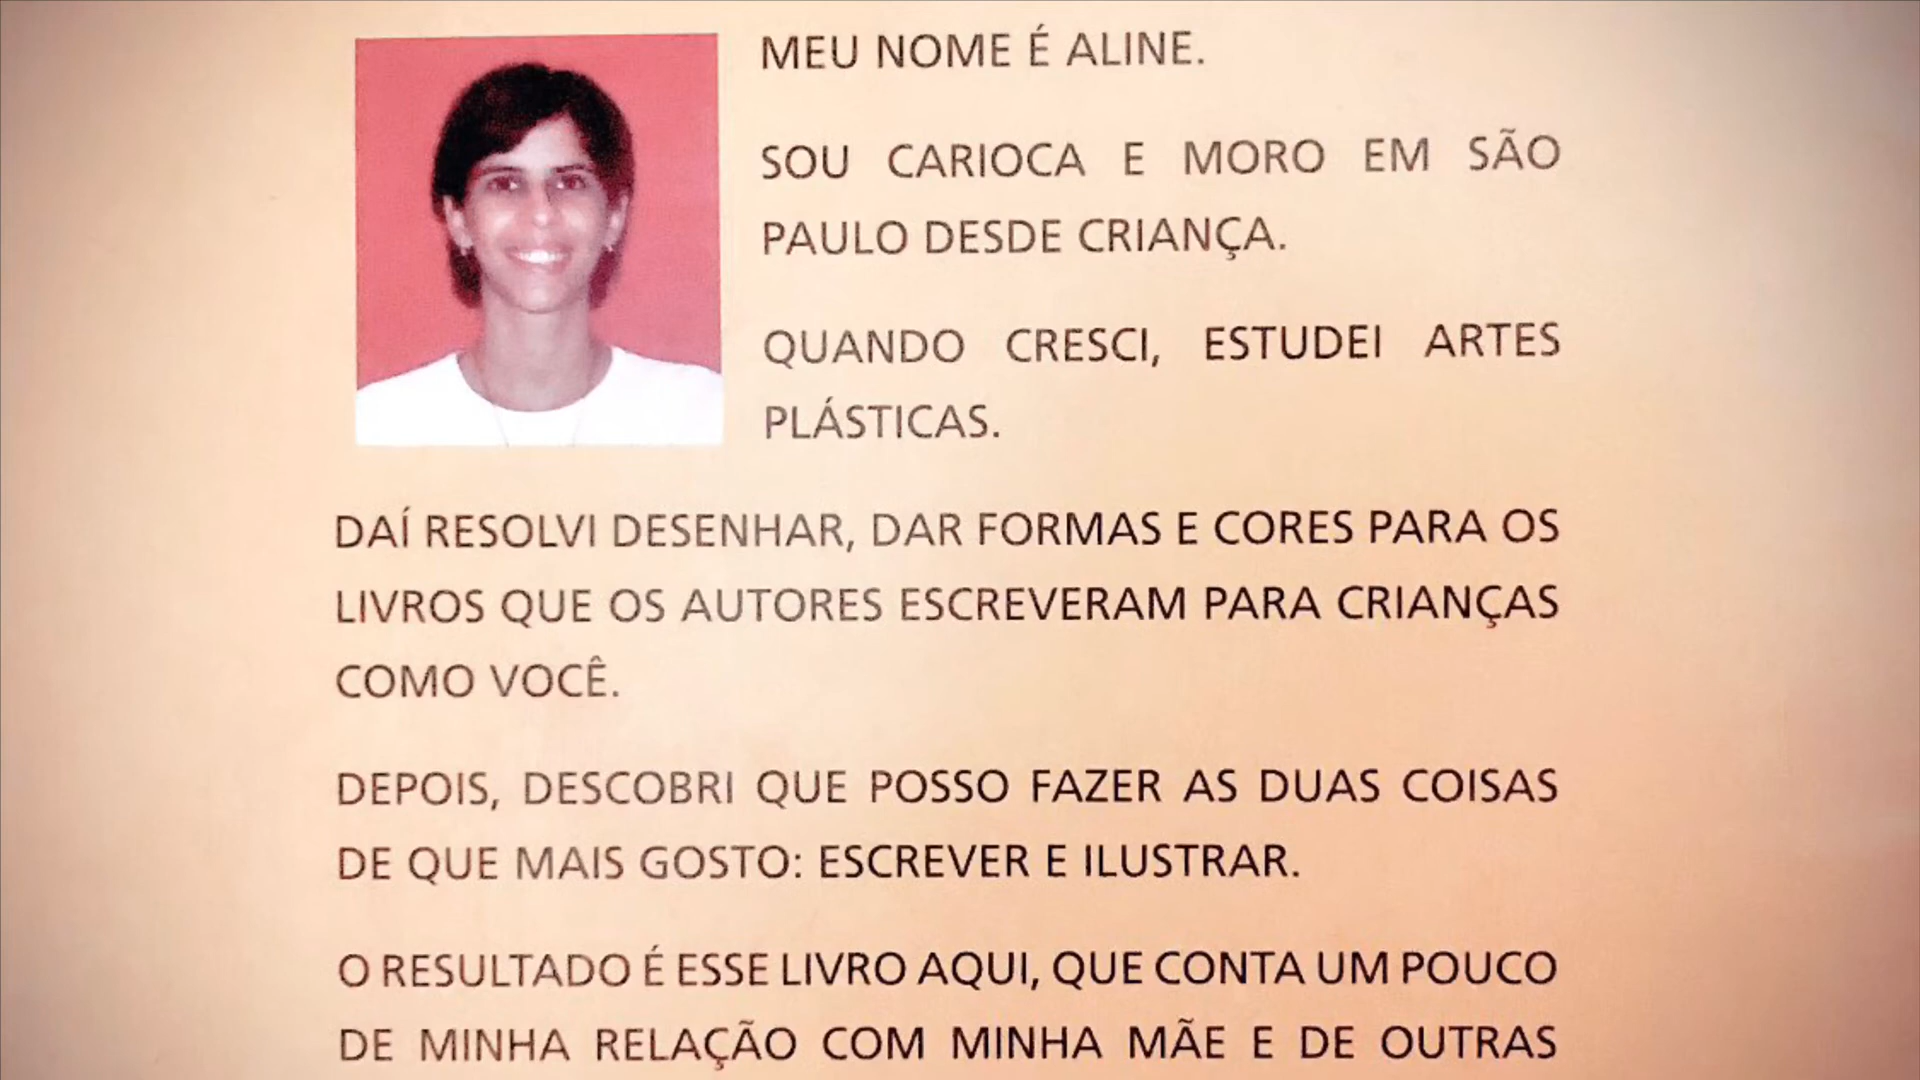 MEU NOME É ALINE.
SOU CARIOCA E MORO EM SÃO
PAULO DESDE CRIANÇA.
QUANDO CRESCI, ESTUDEI ARTES
PLÁSTICAS.
DAÍ RESOLVI DESENHAR, DAR FORMAS E CORES PARA OS
LIVROS QUE OS AUTORES ESCREVERAM PARA CRIANÇAS
COMO VOCÊ.
DEPOIS, DESCOBRI QUE POSSO FAZER AS DUAS COISAS
DE QUE MAIS GOSTO: ESCREVER E ILUSTRAR.
O RESULTADO É ESSE LIVRO AQUI, QUE CONTA UM POUCO
DE MINHA RELAÇÃO COM MINHA MÃE E DE OUTRAS